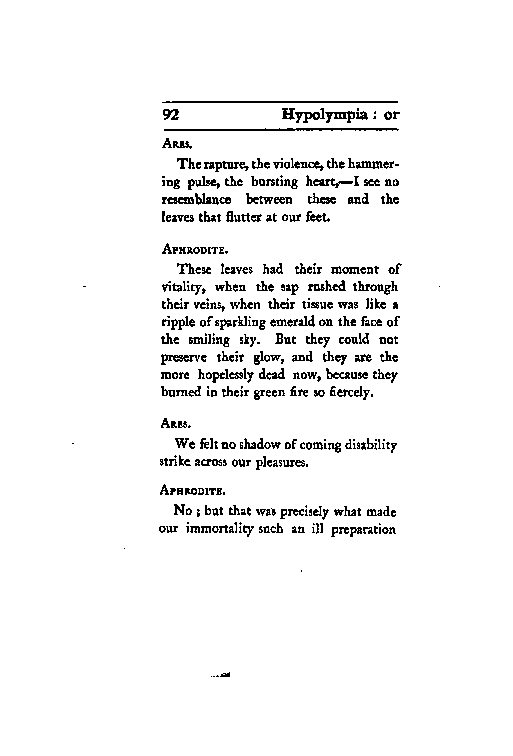 92 Hypolympia : or
Ares.
The rapture, the violence, the hammer-
ing pulse, the bursting heart,—I see no
resemblance between these and the
leaves that flutter at our feet.
Aphrodite.
These leaves had their moment of
vitality, when the sap rushed through
their veins, when their tissue was like a
ripple of sparkling emerald on the face of
the smiling sky. But they could not
preserve their glow, and they are the
more hopelessly dead now, because they
burned in their green fire so fiercely.
Ares.
We felt no shadow of coming disability
strike across our pleasures.
Aphrodite.
No ; but that was precisely what made
our immortality such an ill preparation